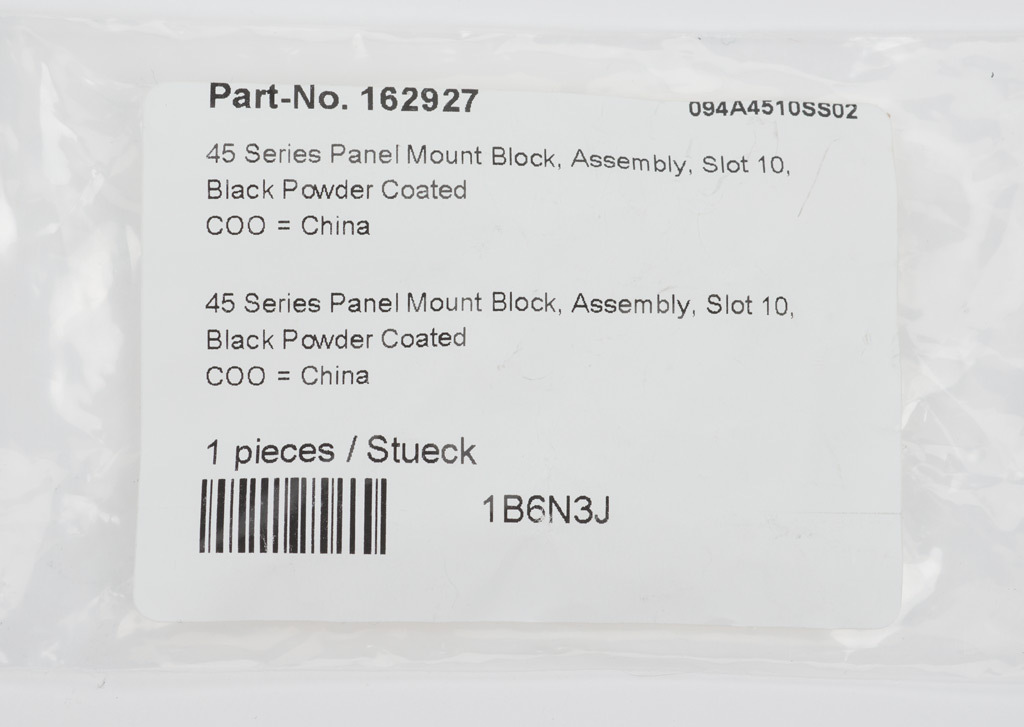 Part-No. 162927 094A4510SS02
45 Series Panel Mount Block, Assembly, Slot 10,
Black Powder Coated
COO = China
45 Series Panel Mount Block, Assembly, Slot 10,
Black Powder Coated
COO = China
1 pieces / Stueck
1B6N3J